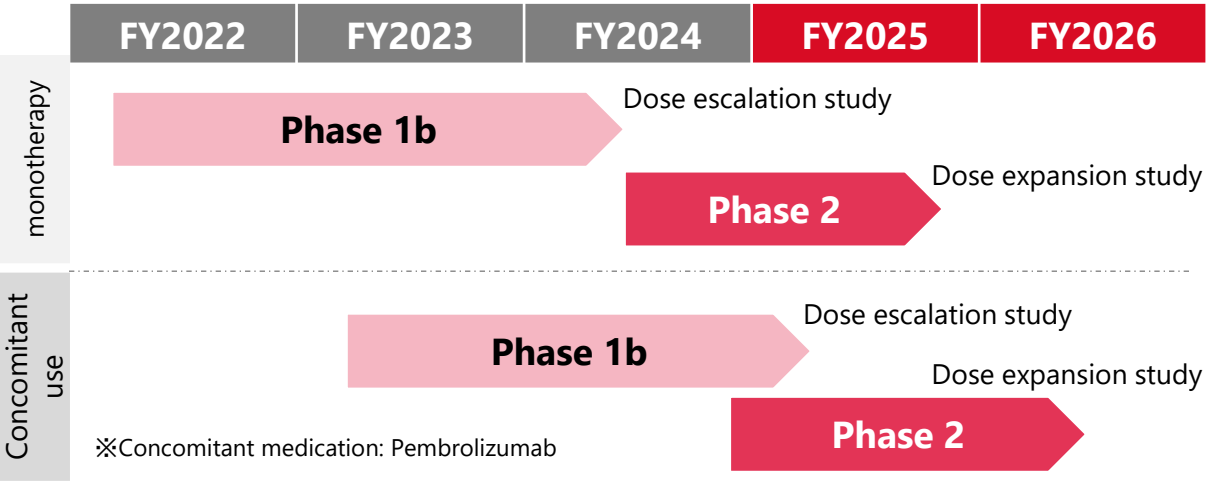 FY2022 FY2023 FY2024 FY2025 FY2026
monotherapy
Phase 1b
Dose escalation study
Phase 2
Dose expansion study
Concomitant
use
Phase 1b
Dose escalation study
Phase 2
Dose expansion study
※Concomitant medication: Pembrolizumab